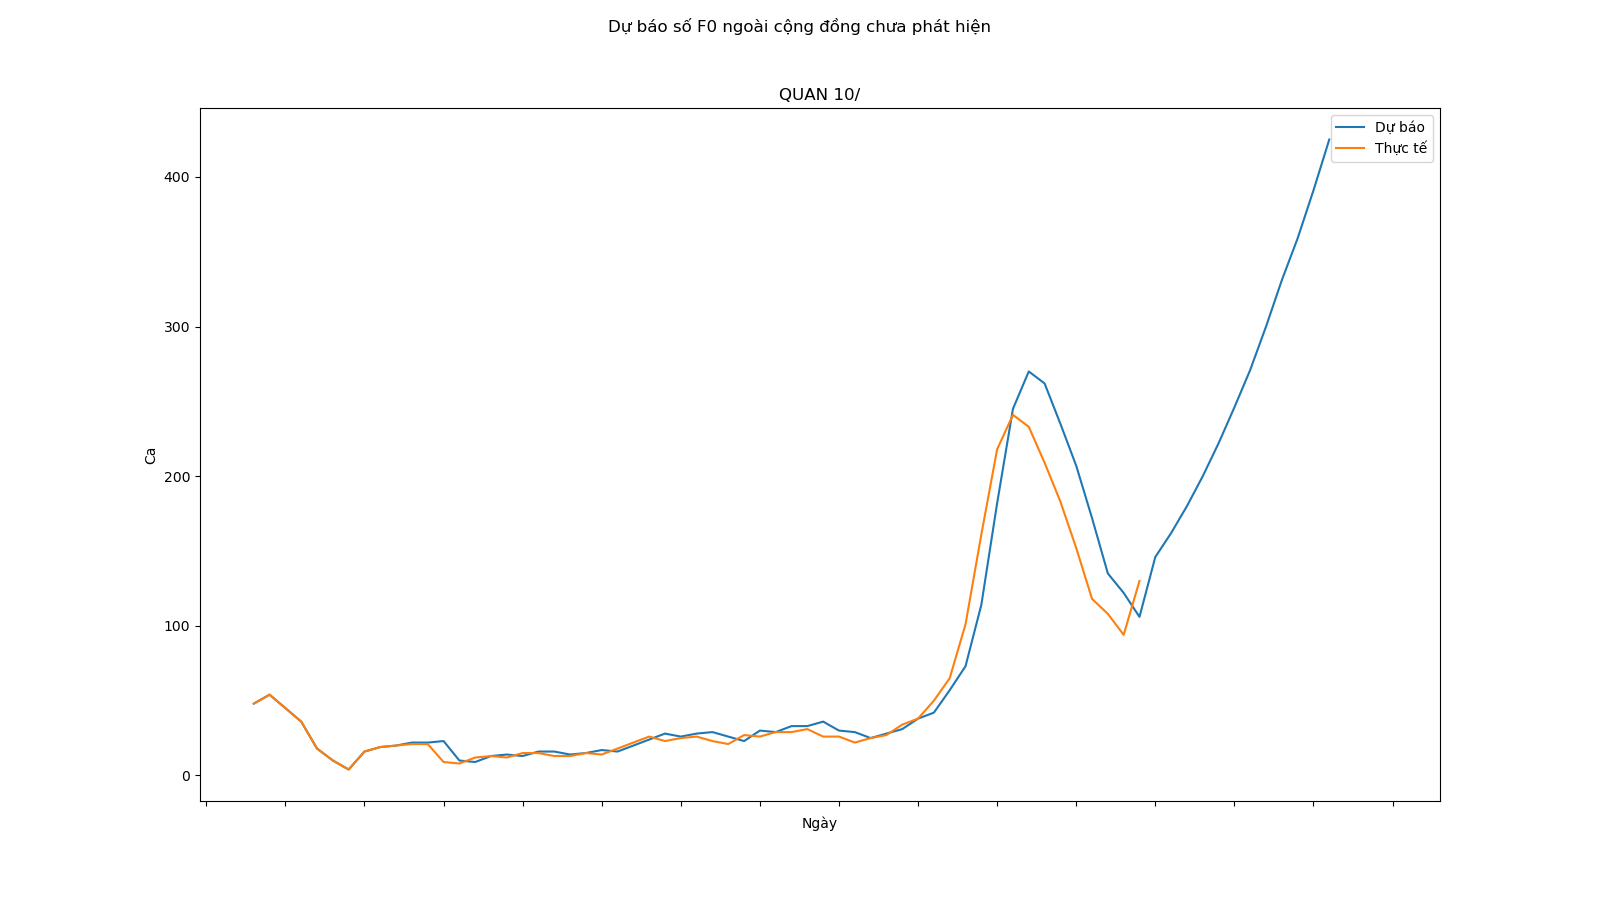 Dự báo số F0 ngoài cộng đồng chưa phát hiện
QUAN 10/
Dự báo
Thực tế
400
300
200
100
0
Ca
Ngày